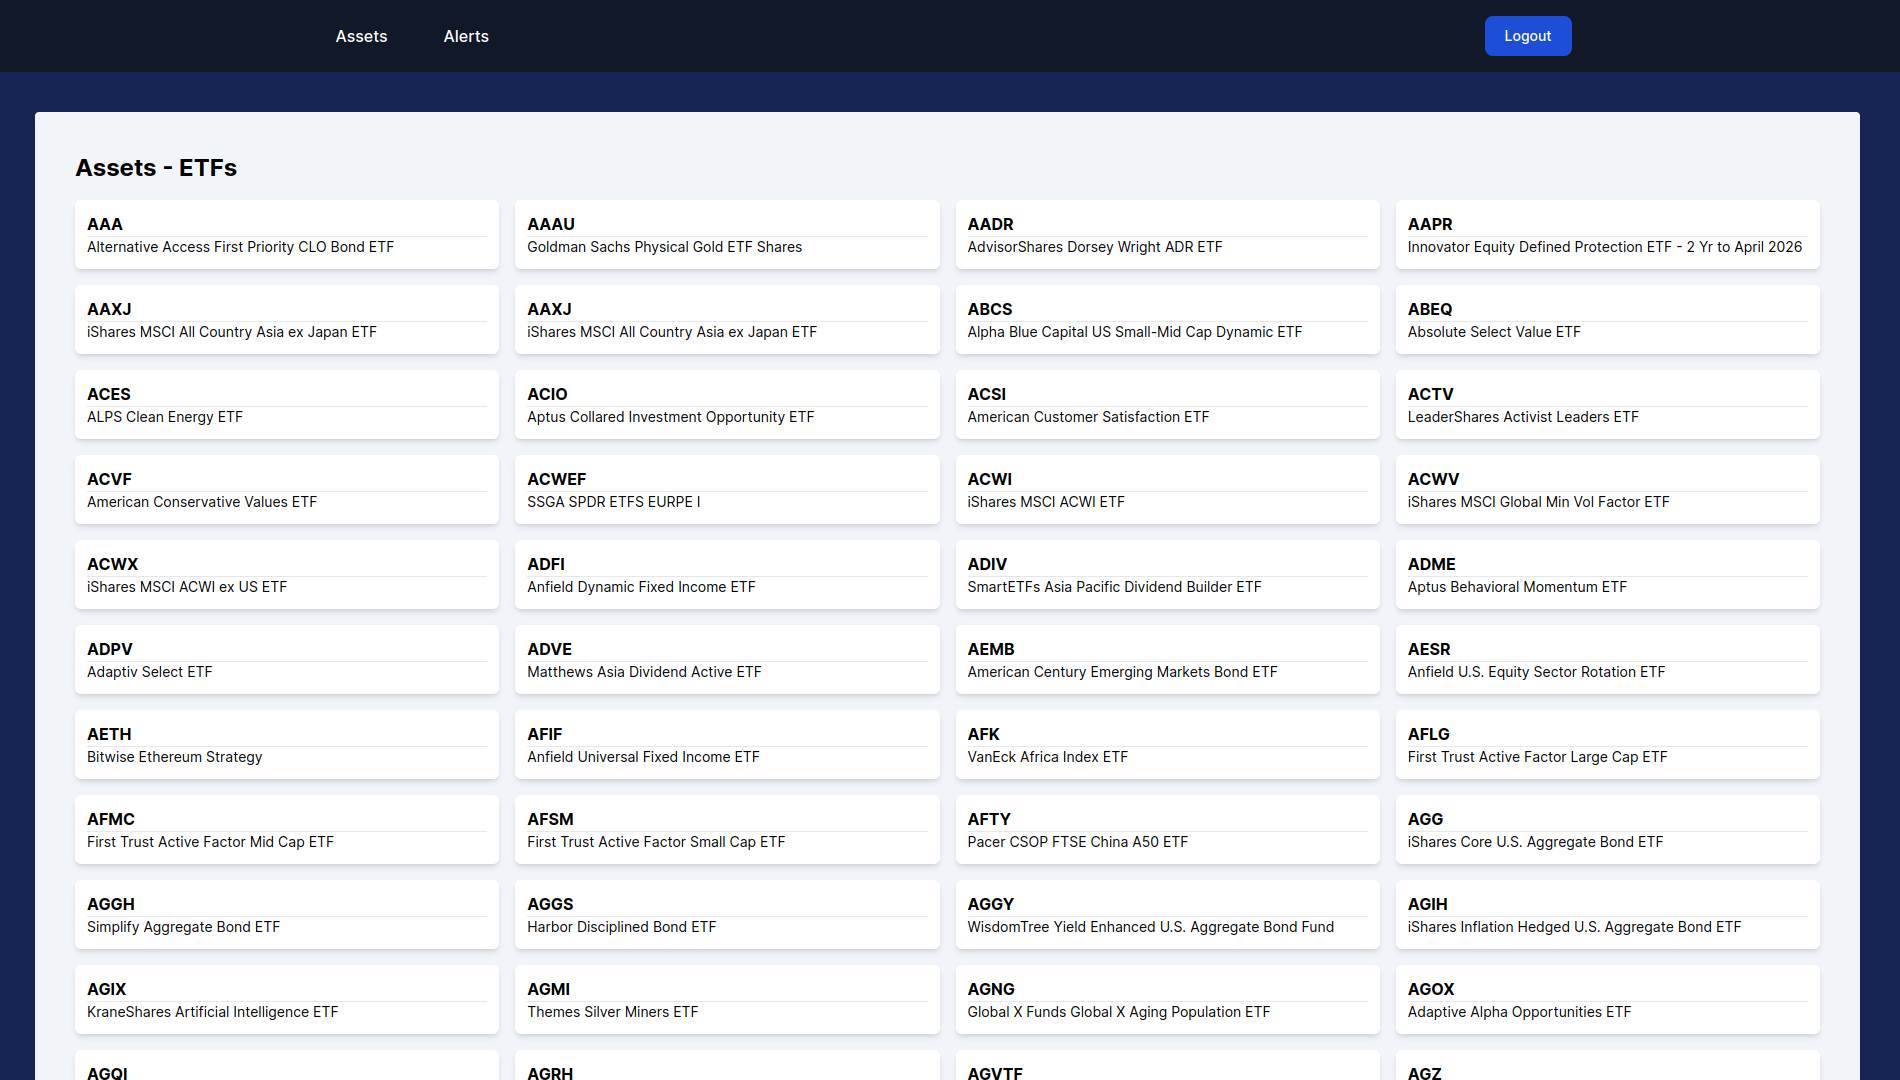 Assets
Alerts
Logout
Assets - ETFs
AAA
Alternative Access First Priority CLO Bond ETF
AAAU
Goldman Sachs Physical Gold ETF Shares
AADR
AdvisorShares Dorsey Wright ADR ETF
AAPR
Innovator Equity Defined Protection ETF - 2 Yr to April 2026
AAXJ
iShares MSCI All Country Asia ex Japan ETF
AAXJ
iShares MSCI All Country Asia ex Japan ETF
ABCS
Alpha Blue Capital US Small-Mid Cap Dynamic ETF
ABEQ
Absolute Select Value ETF
ACES
ALPS Clean Energy ETF
ACIO
Aptus Collared Investment Opportunity ETF
ACSI
American Customer Satisfaction ETF
ACTV
LeaderShares Activist Leaders ETF
ACVF
American Conservative Values ETF
ACWEF
SSGA SPDR ETFS EURPE I
ACWI
iShares MSCI ACWI ETF
ACWV
iShares MSCI Global Min Vol Factor ETF
ACWX
iShares MSCI ACWI ex US ETF
ADFI
Anfield Dynamic Fixed Income ETF
ADIV
SmartETFs Asia Pacific Dividend Builder ETF
ADME
Aptus Behavioral Momentum ETF
ADPV
Adaptiv Select ETF
ADVE
Matthews Asia Dividend Active ETF
AEMB
American Century Emerging Markets Bond ETF
AESR
Anfield U.S. Equity Sector Rotation ETF
AETH
Bitwise Ethereum Strategy
AFIF
Anfield Universal Fixed Income ETF
AFK
VanEck Africa Index ETF
AFLG
First Trust Active Factor Large Cap ETF
AFMC
First Trust Active Factor Mid Cap ETF
AFSM
First Trust Active Factor Small Cap ETF
AFTY
Pacer CSOP FTSE China A50 ETF
AGG
iShares Core U.S. Aggregate Bond ETF
AGGH
Simplify Aggregate Bond ETF
AGGS
Harbor Disciplined Bond ETF
AGGY
WisdomTree Yield Enhanced U.S. Aggregate Bond Fund
AGIH
iShares Inflation Hedged U.S. Aggregate Bond ETF
AGIX
KraneShares Artificial Intelligence ETF
AGMI
Themes Silver Miners ETF
AGNG
Global X Funds Global X Aging Population ETF
AGOX
Adaptive Alpha Opportunities ETF
AGQI
AGRH
AGVTF
AGZ